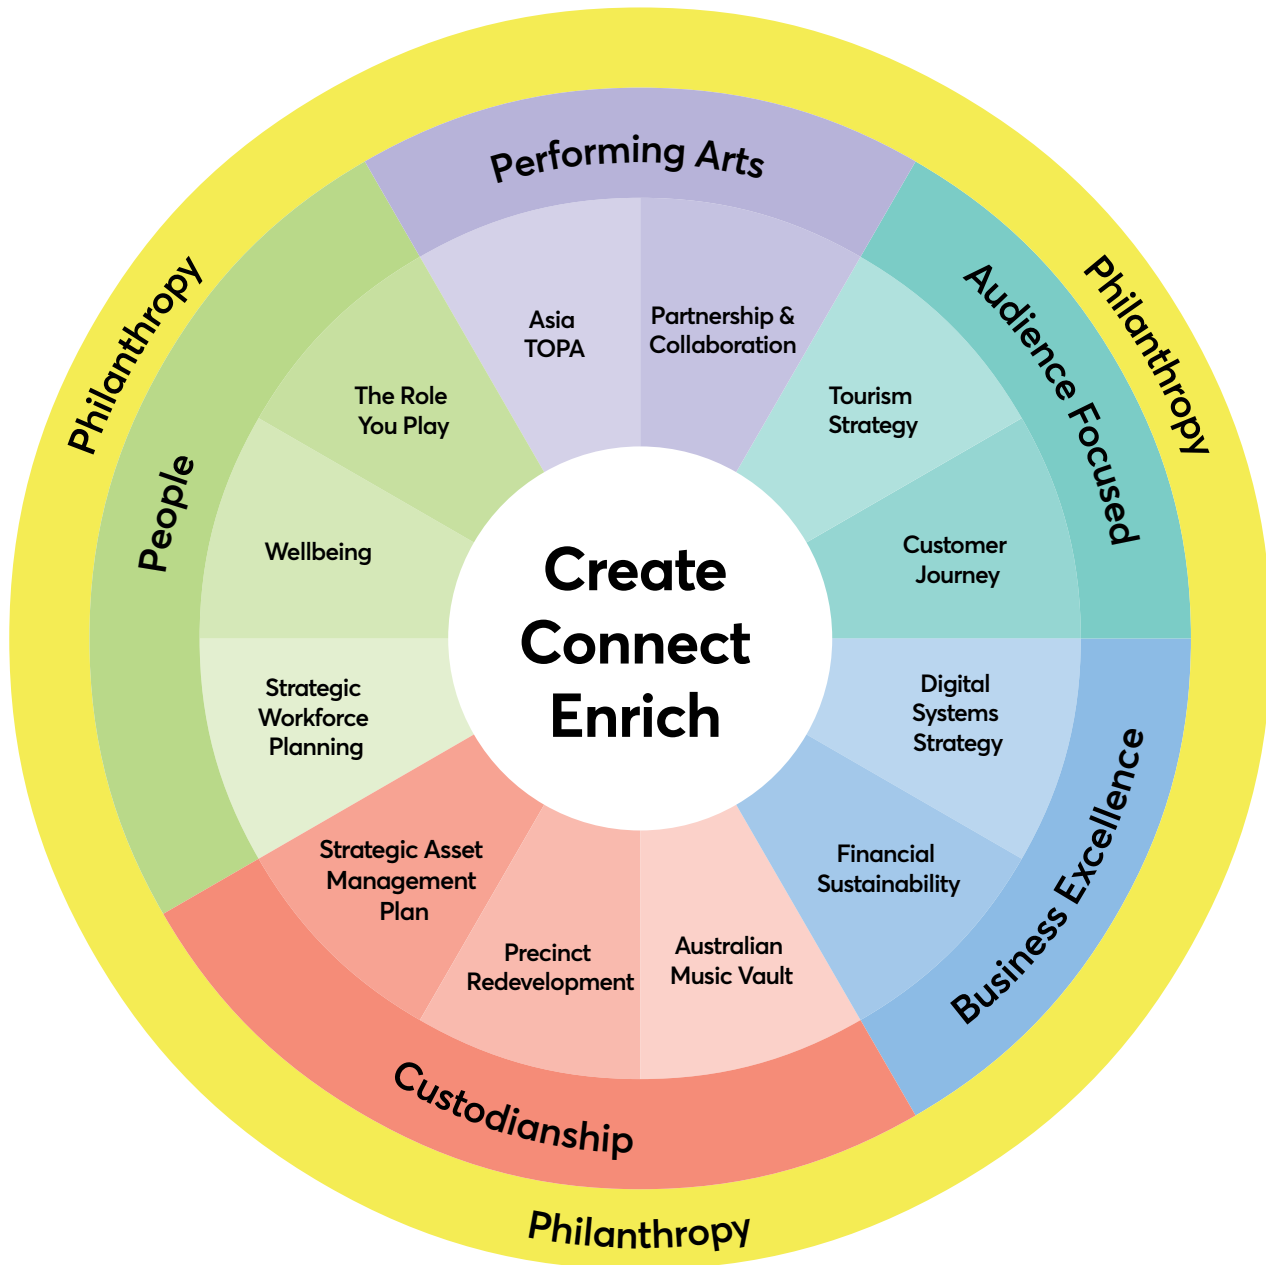 Philanthropy
Philanthropy
Philanthropy
Performing Arts
Asia
TOPA
Partnership &
Collaboration
Audience Focused
Tourism
Strategy
Customer
Journey
Business Excellence
Digital
Systems
Strategy
Financial
Sustainability
Custodianship
Australian
Music Vault
Precinct
Redevelopment
Strategic Asset
Management
Plan
People
Strategic
Workforce
Planning
Wellbeing
The Role
You Play
Create
Connect
Enrich